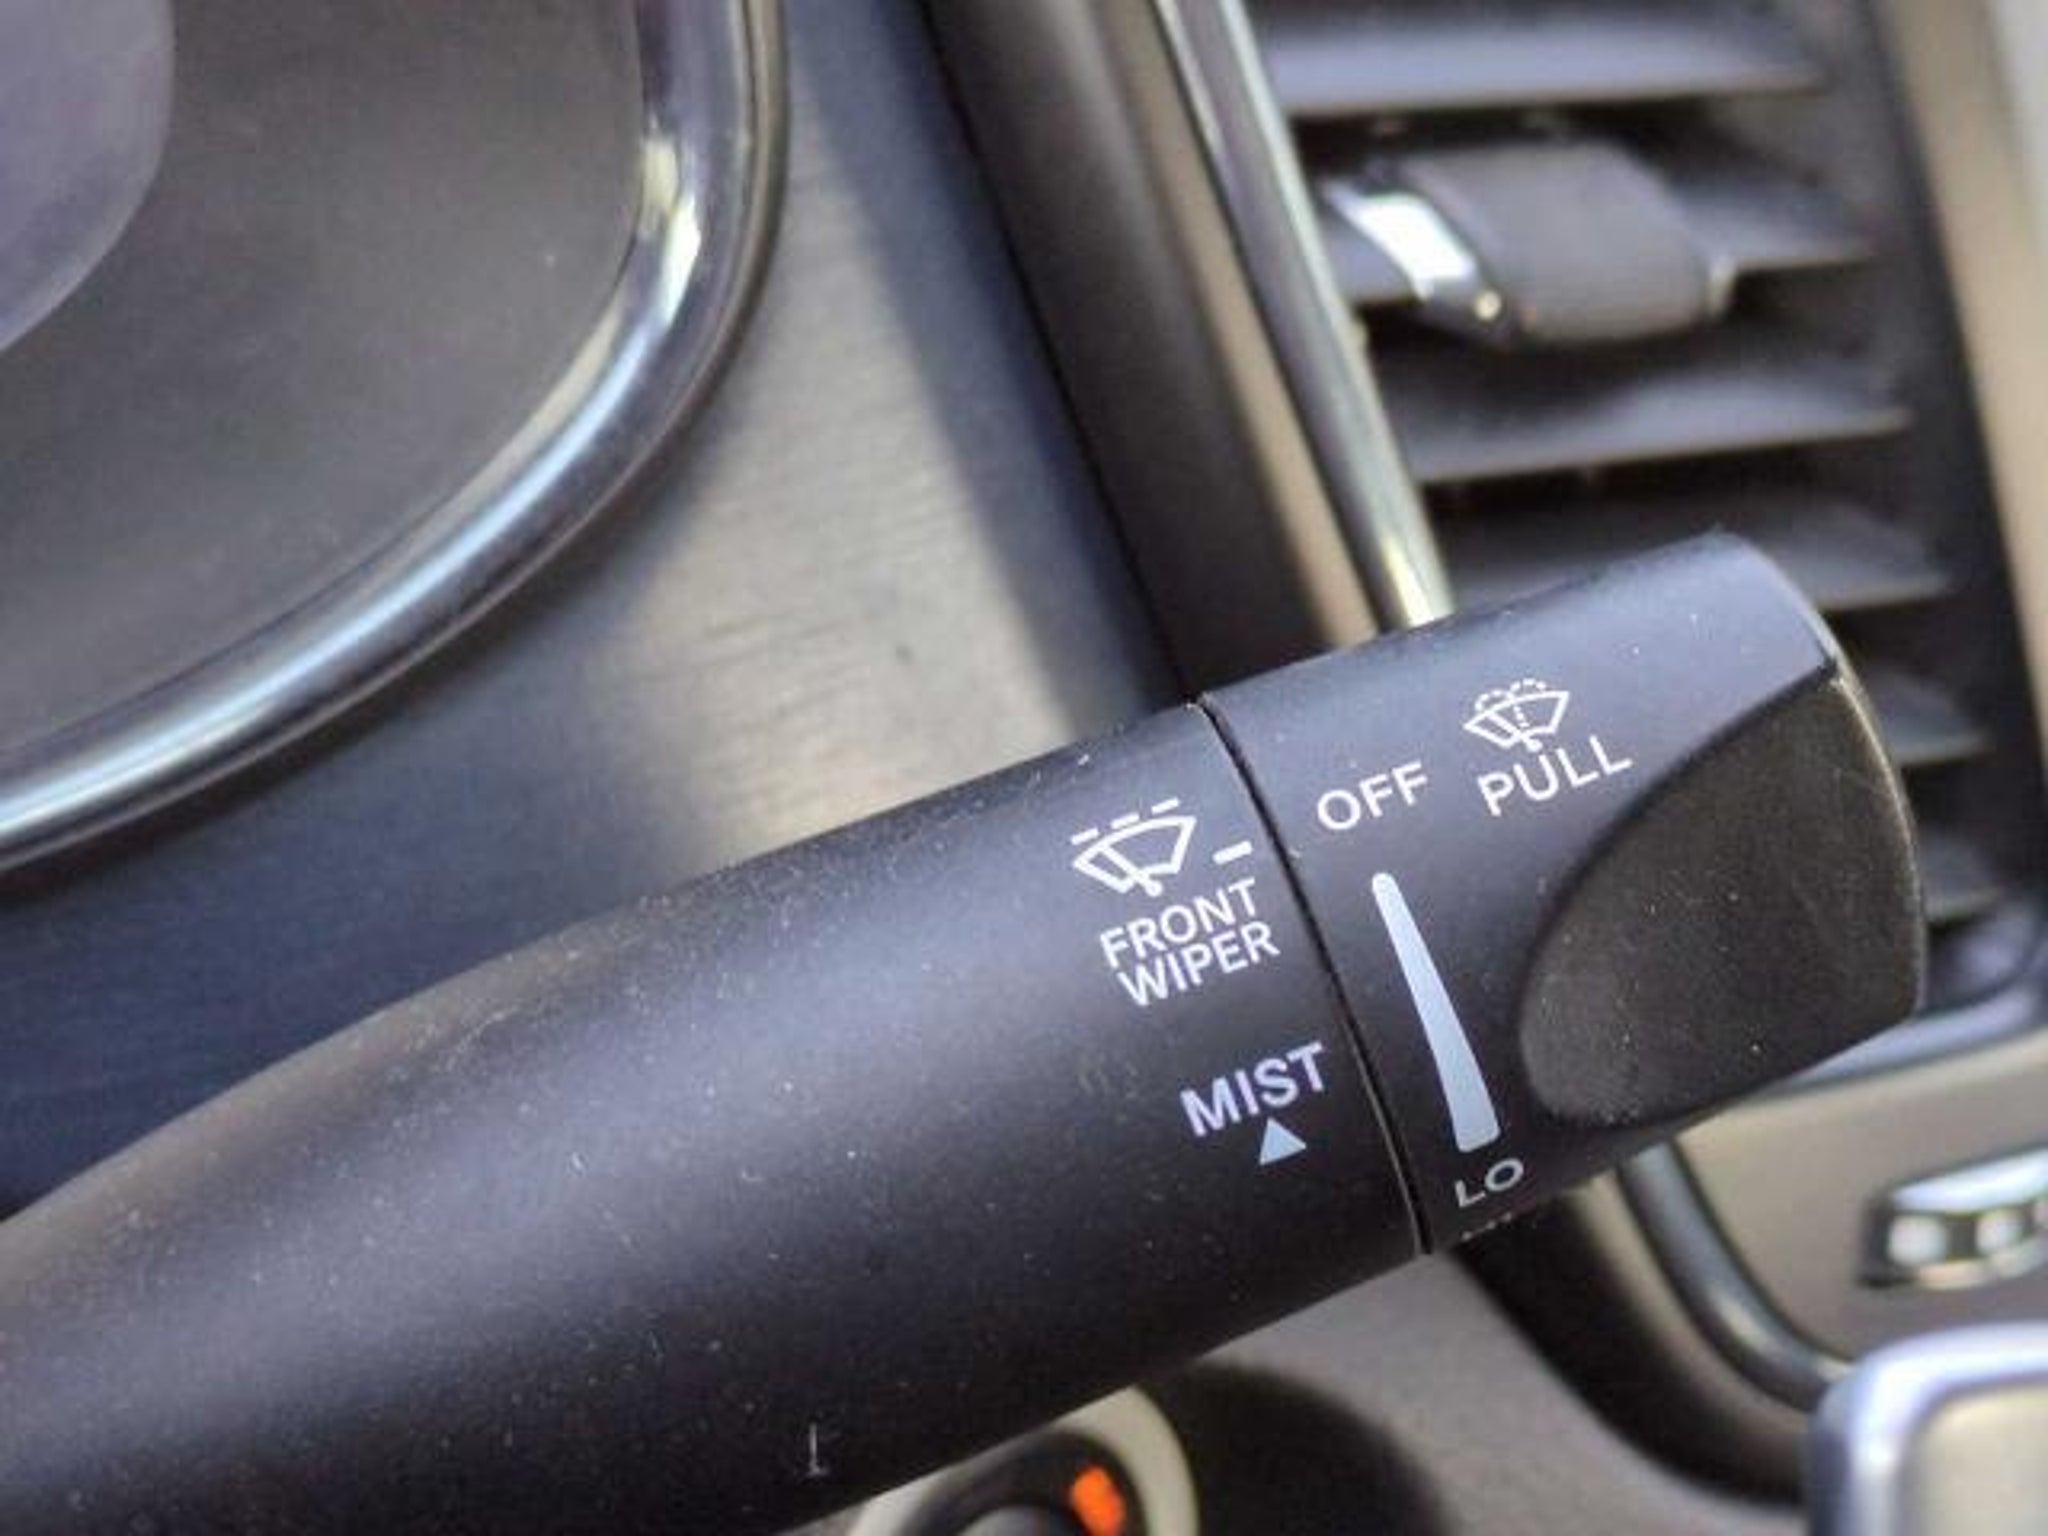 OFF
PULL
FRONT
WIPER
MIST
LO